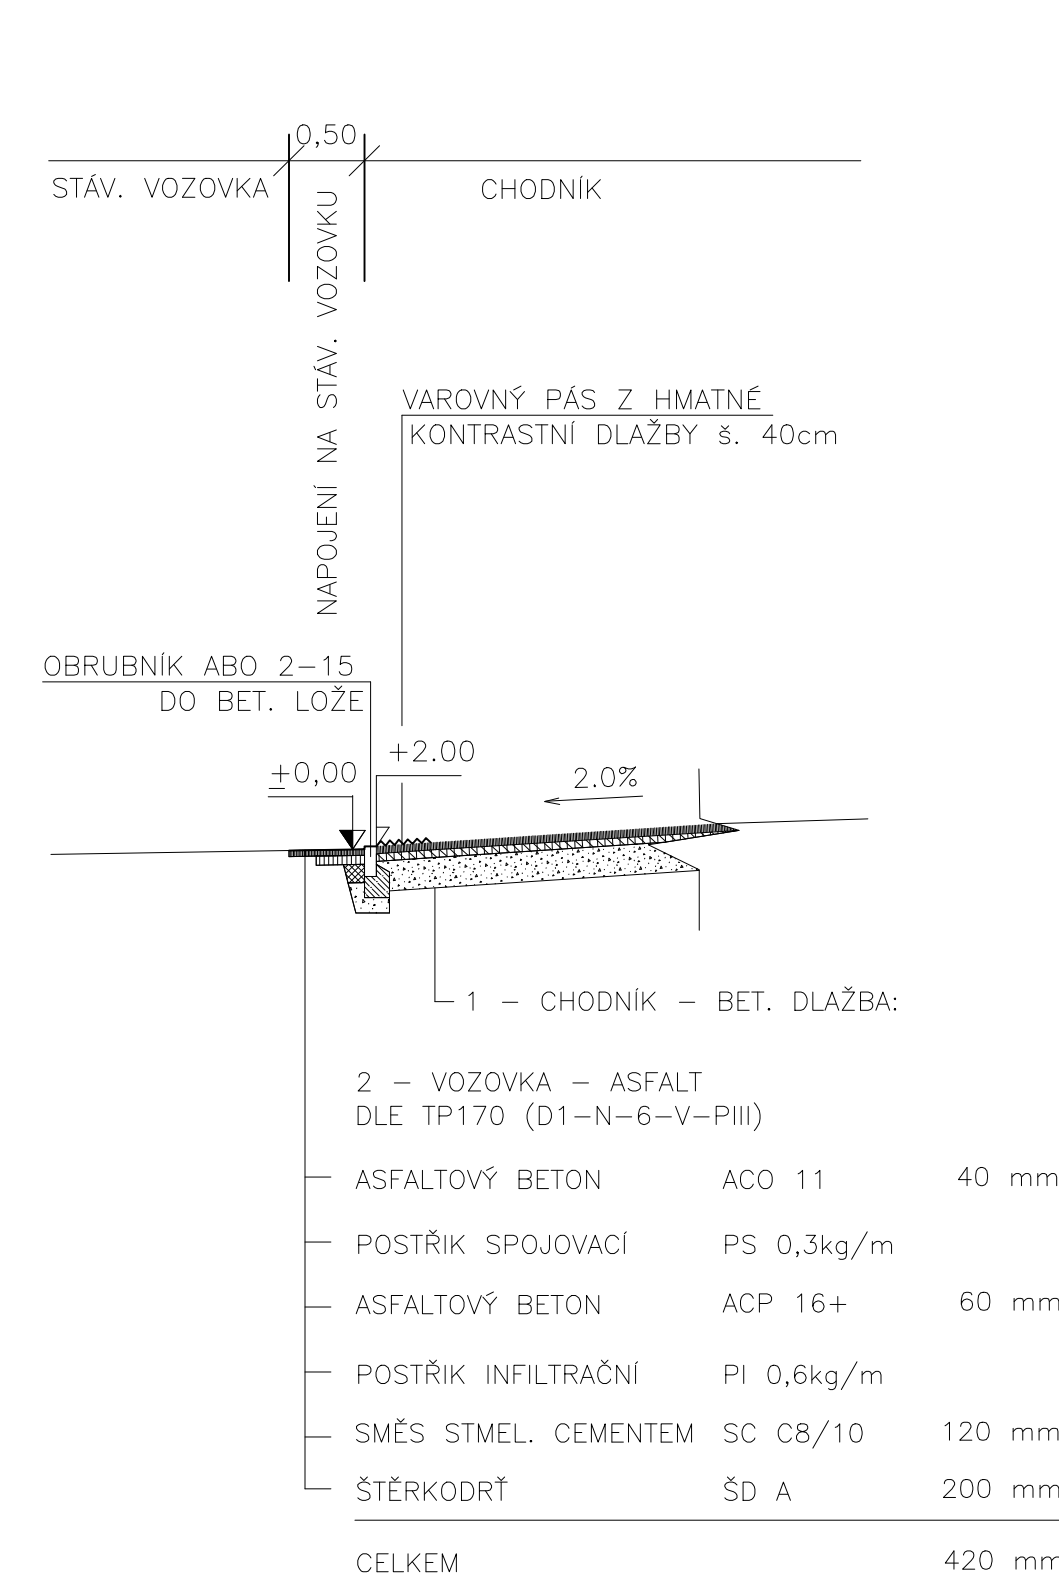 0,50
STÁV. VOZOVKA
CHODNÍK
NAPOJENÍ NA STÁV. VOZOVKU
VAROVNÝ PÁS Z HMATNÉ
KONTRASTNÍ DLAŽBY š. 40cm
OBRUBNÍK ABO 2-15
DO BET. LOŽE
±0,00
+2.00
2.0%
1 - CHODNÍK - BET. DLAŽBA:
2 - VOZOVKA - ASFALT
DLE TP170 (D1-N-6-V-PIII)
ASFALTOVÝ BETON ACO 11 40 mm
POSTŘIK SPOJOVACÍ PS 0,3kg/m
ASFALTOVÝ BETON ACP 16+ 60 mm
POSTŘIK INFILTRAČNÍ PI 0,6kg/m
SMĚS STMEL. CEMENTEM SC C8/10 120 mm
ŠTĚRKODRŤ ŠD A 200 mm
CELKEM 420 mm